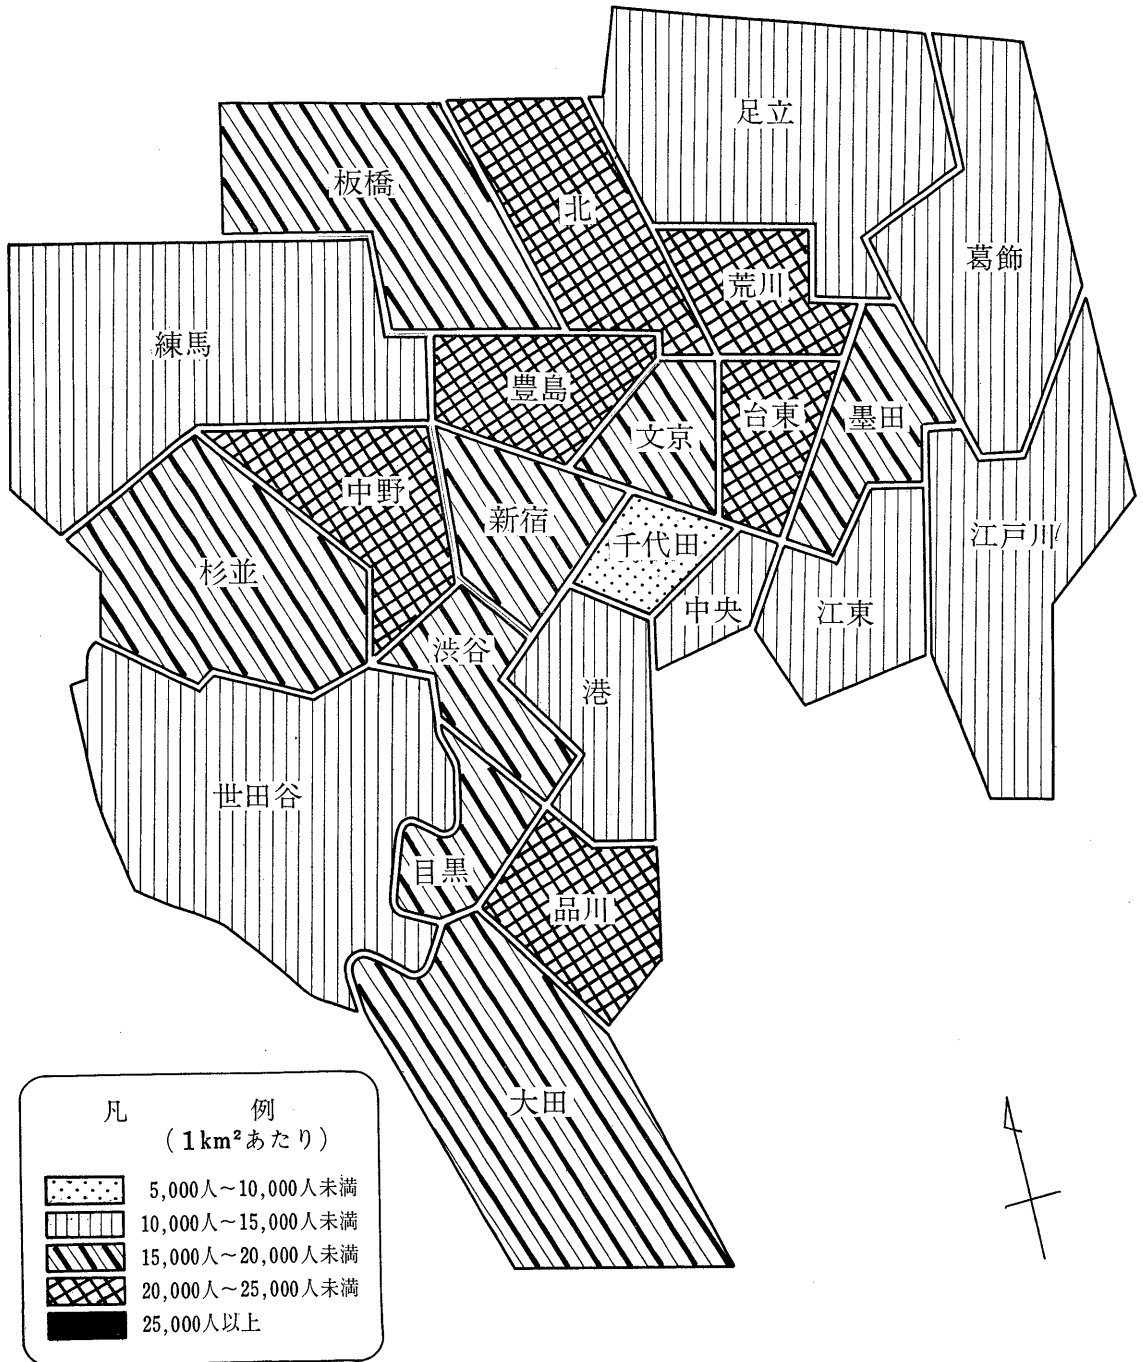 足立
板橋
北
葛飾
荒川
練馬
豊島
台東
墨田
文京
中野
新宿
千代田
江戸川
杉並
中央
江東
渋谷
港
世田谷
目黒
品川
大田
凡 例
(1km²あたり)
5,000人~10,000人未満
10,000人~15,000人未満
15,000人~20,000人未満
20,000人~25,000人未満
25,000人以上